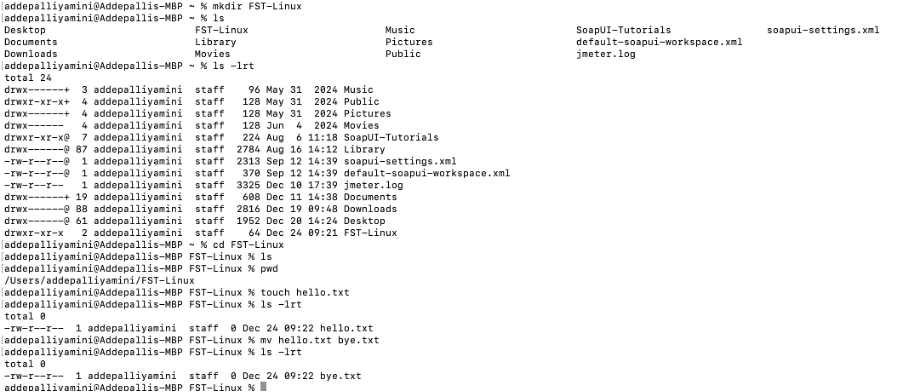 addepalliyamini@Addepallis-MBP ~ % mkdir FST-Linux
addepalliyamini@Addepallis-MBP ~ % ls
Desktop FST-Linux Music SoapUI-Tutorials soapui-settings.xml
Documents Library Pictures default-soapui-workspace.xml
Downloads Movies Public jmeter.log
addepalliyamini@Addepallis-MBP ~ % ls -lrt
total 24
drwx------+ 3 addepalliyamini staff 96 May 31 2024 Music
drwxr-xr-x+ 4 addepalliyamini staff 128 May 31 2024 Public
drwx------+ 4 addepalliyamini staff 128 May 31 2024 Pictures
drwx------ 4 addepalliyamini staff 128 Jun 4 2024 Movies
drwxr-xr-x@ 7 addepalliyamini staff 224 Aug 6 11:18 SoapUI-Tutorials
drwx------@ 87 addepalliyamini staff 2784 Aug 16 14:12 Library
-rw-r--r--@ 1 addepalliyamini staff 2313 Sep 12 14:39 soapui-settings.xml
-rw-r--r--@ 1 addepalliyamini staff 370 Sep 12 14:39 default-soapui-workspace.xml
-rw-r--r-- 1 addepalliyamini staff 3325 Dec 10 17:39 jmeter.log
drwx------+ 19 addepalliyamini staff 608 Dec 11 14:38 Documents
drwx------@ 88 addepalliyamini staff 2816 Dec 19 09:48 Downloads
drwx------@ 61 addepalliyamini staff 1952 Dec 20 14:24 Desktop
drwxr-xr-x 2 addepalliyamini staff 64 Dec 24 09:21 FST-Linux
addepalliyamini@Addepallis-MBP ~ % cd FST-Linux
addepalliyamini@Addepallis-MBP FST-Linux % ls
addepalliyamini@Addepallis-MBP FST-Linux % pwd
/Users/addepalliyamini/FST-Linux
addepalliyamini@Addepallis-MBP FST-Linux % touch hello.txt
addepalliyamini@Addepallis-MBP FST-Linux % ls -lrt
total 0
-rw-r--r-- 1 addepalliyamini staff 0 Dec 24 09:22 hello.txt
addepalliyamini@Addepallis-MBP FST-Linux % mv hello.txt bye.txt
addepalliyamini@Addepallis-MBP FST-Linux % ls -lrt
total 0
-rw-r--r-- 1 addepalliyamini staff 0 Dec 24 09:22 bye.txt
addepalliyamini@Addepallis-MBP FST-Linux %